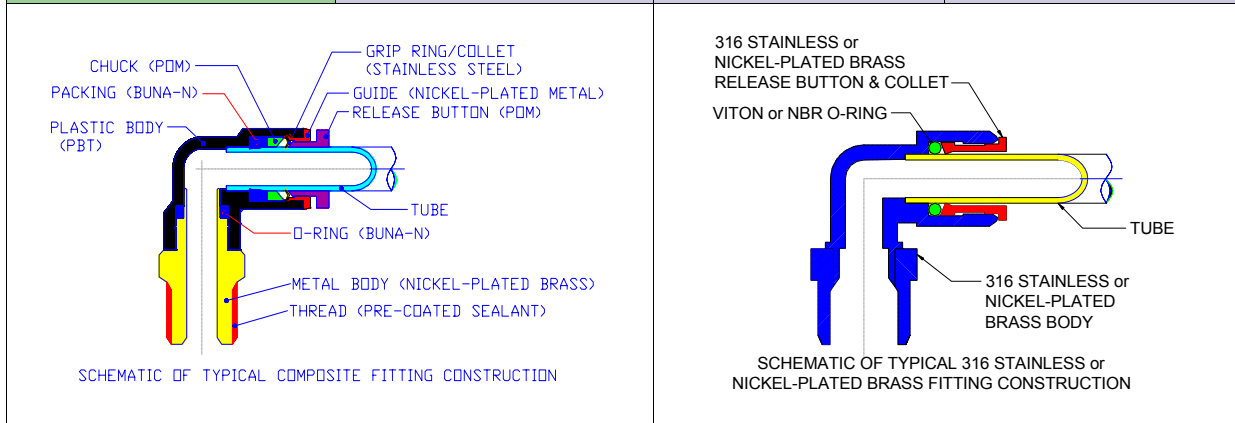 GRIP RING/COLLET
(STAINLESS STEEL)
CHUCK (POM)
GUIDE (NICKEL-PLATED METAL)
PACKING (BUNA-N)
RELEASE BUTTON (POM)
PLASTIC BODY
(PBT)
TUBE
O-RING (BUNA-N)
METAL BODY (NICKEL-PLATED BRASS)
THREAD (PRE-COATED SEALANT)
SCHEMATIC OF TYPICAL COMPOSITE FITTING CONSTRUCTION
316 STAINLESS or
NICKEL-PLATED BRASS
RELEASE BUTTON & COLLET
VITON or NBR O-RING
TUBE
316 STAINLESS or
NICKEL-PLATED
BRASS BODY
SCHEMATIC OF TYPICAL 316 STAINLESS or
NICKEL-PLATED BRASS FITTING CONSTRUCTION